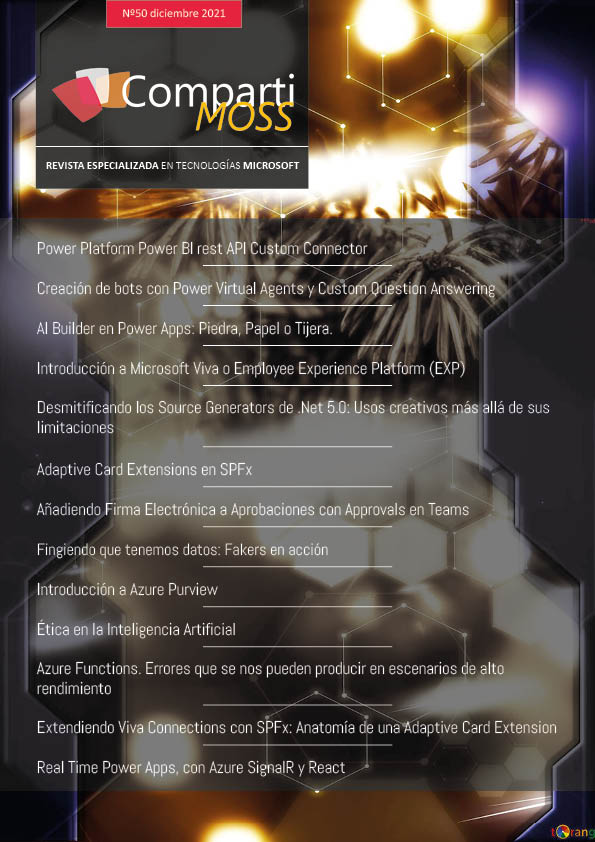 Nº50 diciembre 2021
Comparti
MOSS
REVISTA ESPECIALIZADA EN TECNOLOGÍAS MICROSOFT
Power Platform Power BI rest API Custom Connector
Creación de bots con Power Virtual Agents y Custom Question Answering
AI Builder en Power Apps: Piedra, Papel o Tijera.
Introducción a Microsoft Viva o Employee Experience Platform (EXP)
Desmitificando los Source Generators de .Net 5.0: Usos creativos más allá de sus
limitaciones
Adaptive Card Extensions en SPFx
Añadiendo Firma Electrónica a Aprobaciones con Approvals en Teams
Fingiendo que tenemos datos: Fakers en acción
Introducción a Azure Purview
Ética en la Inteligencia Artificial
Azure Functions. Errores que se nos pueden producir en escenarios de alto
rendimiento
Extendiendo Viva Connections con SPFx: Anatomía de una Adaptive Card Extension
Real Time Power Apps, con Azure SignalR y React